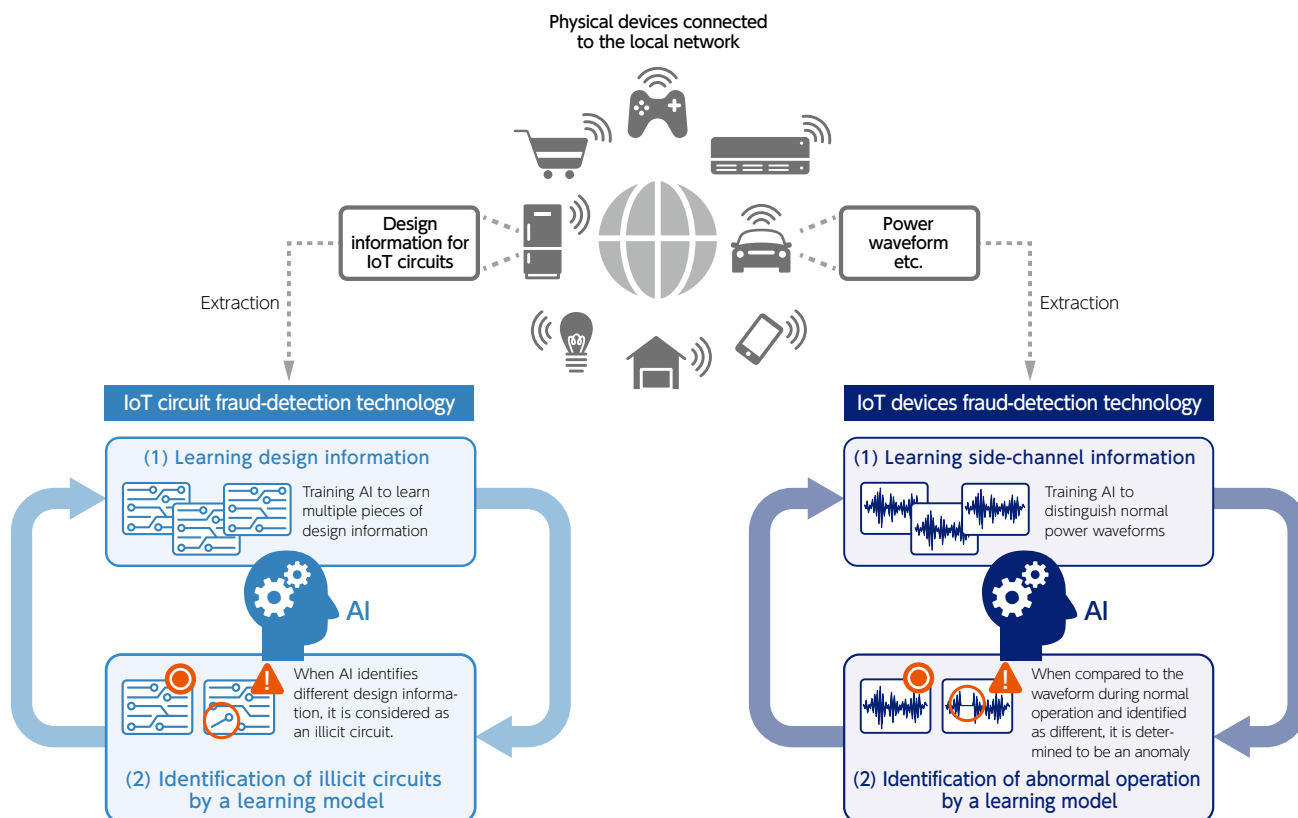 Physical devices connected
to the local network
Design
information for
IoT circuits
Power
waveform
etc.
Extraction
Extraction
IoT circuit fraud-detection technology
(1) Learning design information
Training AI to learn
multiple pieces of
design information
AI
When AI identifies
different design informa-
tion, it is considered as
an illicit circuit.
(2) Identification of illicit circuits
by a learning model
IoT devices fraud-detection technology
(1) Learning side-channel information
Training AI to
distinguish normal
power waveforms
AI
When compared to the
waveform during normal
operation and identified
as different, it is deter-
mined to be an anomaly
(2) Identification of abnormal operation
by a learning model